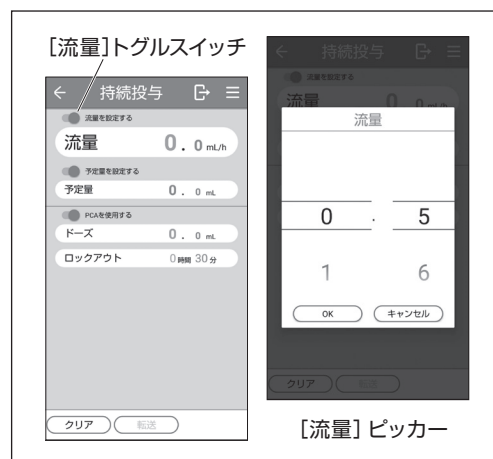 [流量]トグルスイッチ
← 持続投与
流量を設定する
流量 0.0 mL/h
予定量を設定する
予定量 0.0 mL
PCAを使用する
ドーズ 0.0 mL
ロックアウト 0時間 30分
クリア 転送
持続投与
流量を設定する
流量 0 0 mL/h
流量
0 . 5
1 6
OK キャンセル
クリア 転送
[流量] ピッカー